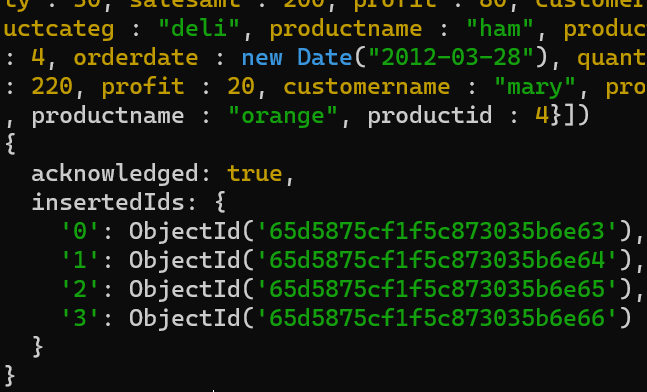 ty : 50, salesamt : 200, profit : 80, customer
uctcateg : "deli", productname : "ham", produc
: 4, orderdate : new Date("2012-03-28"), quant
: 220, profit : 20, customername : "mary", pro
, productname : "orange", productid : 4}])
{
  acknowledged: true,
  insertedIds: {
    '0': ObjectId('65d5875cf1f5c873035b6e63'),
    '1': ObjectId('65d5875cf1f5c873035b6e64'),
    '2': ObjectId('65d5875cf1f5c873035b6e65'),
    '3': ObjectId('65d5875cf1f5c873035b6e66')
  }
}